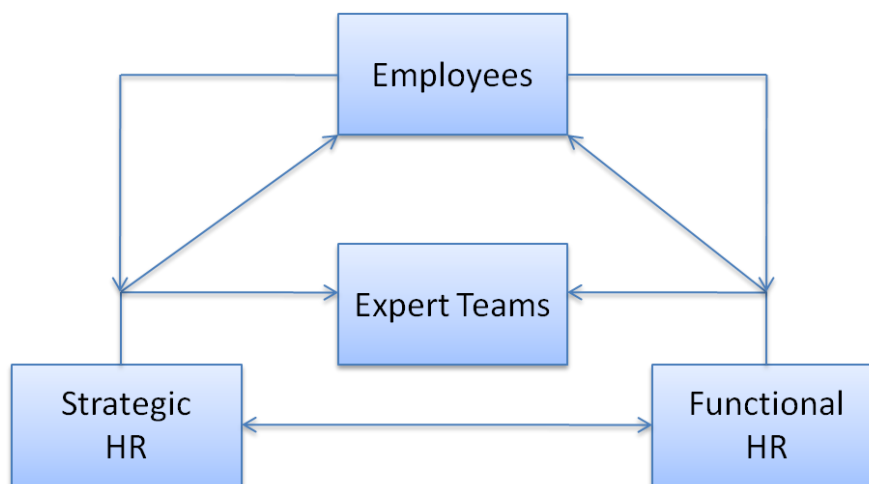 Employees
Expert Teams
Strategic
HR
Functional
HR